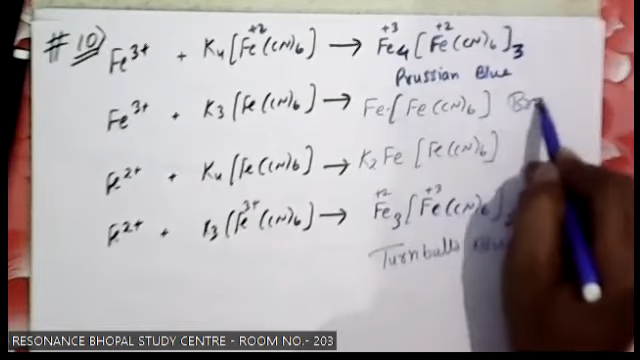 #10) Fe³⁺ + K₄[Fe⁺²(CN)₆] → Fe₄⁺³[Fe⁺²(CN)₆]₃
Prussian Blue
Fe³⁺ + K₃[Fe(CN)₆] → Fe[Fe(CN)₆]
Fe²⁺ + K₄[Fe(CN)₆] → K₂Fe[Fe(CN)₆]
Fe²⁺ + K₃[Fe³⁺(CN)₆] → Fe₃⁺²[Fe⁺³(CN)₆]
Turnbulls
RESONANCE BHOPAL STUDY CENTRE - ROOM NO.- 203